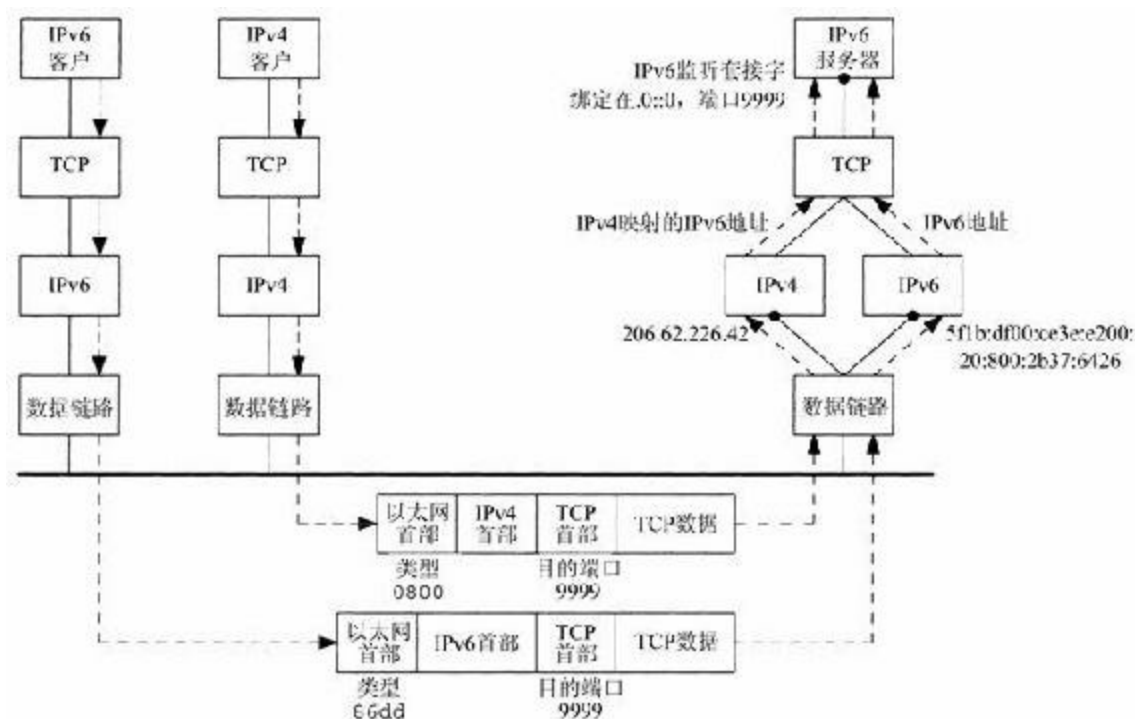 IPv6
客户
IPv4
客户
IPv6
服务器
IPv6监听套接字
绑定在.0::0，端口9999
TCP
TCP
TCP
IPv4映射的IPv6地址
IPv6地址
IPv6
IPv4
IPv4
IPv6
206.62.226.42
5f1b:df00:ce3e:e200:
20:800:2b37:6426
数据链路
数据链路
数据链路
以太网
首部
IPv4
首部
TCP
首部
TCP数据
类型
0800
目的端口
9999
以太网
首部
IPv6首部
TCP
首部
TCP数据
类型
86dd
目的端口
9999